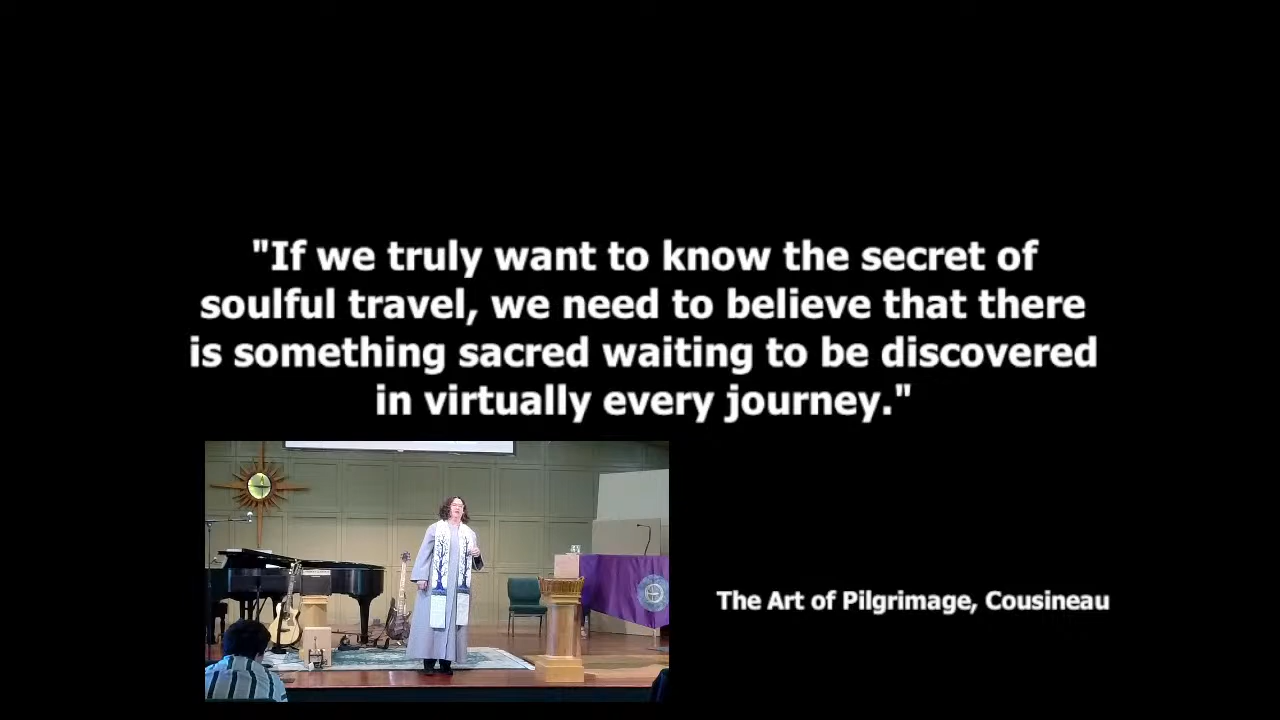 "If we truly want to know the secret of
soulful travel, we need to believe that there
is something sacred waiting to be discovered
in virtually every journey."
The Art of Pilgrimage, Cousineau